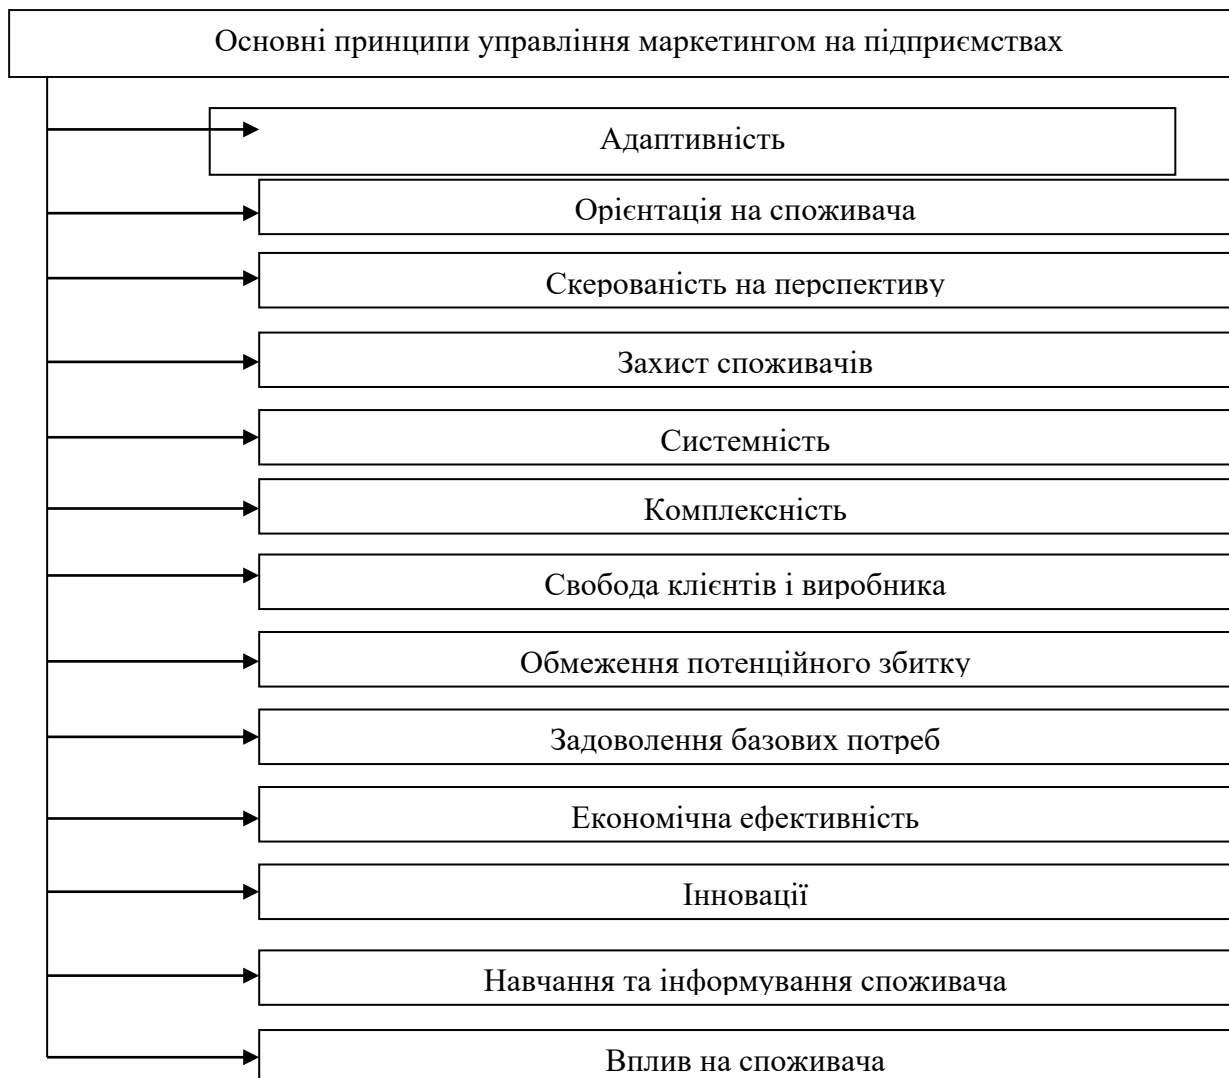 Основні принципи управління маркетингом на підприємствах
Адаптивність
Орієнтація на споживача
Скерованість на перспективу
Захист споживачів
Системність
Комплексність
Свобода клієнтів і виробника
Обмеження потенційного збитку
Задоволення базових потреб
Економічна ефективність
Інновації
Навчання та інформування споживача
Вплив на споживача